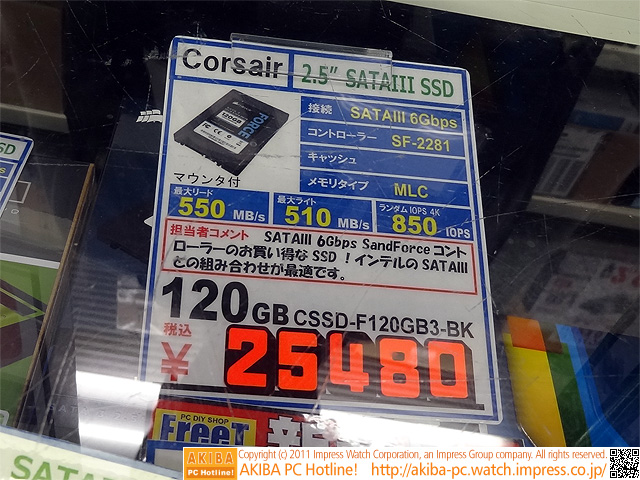 Corsair
2.5” SATAIII SSD
120GB
FORCE
マウンタ付
接続 SATAIII 6Gbps
コントローラー SF-2281
キャッシュ
メモリタイプ MLC
最大リード 550 MB/s
最大ライト 510 MB/s
ランダム IOPS 4K 850 IOPS
担当者コメント SATAIII 6Gbps SandForce コント
ローラーのお買い得な SSD ！インテルの SATAIII
との組み合わせが最適です。
120GB CSSD-F120GB3-BK
税込
¥25480
PC DIY SHOP
FreeT
SD
SATA
AKIBA
PC Hotline!
Copyright (c) 2011 Impress Watch Corporation, an Impress Group company. All rights reserved.
AKIBA PC Hotline! http://akiba-pc.watch.impress.co.jp/